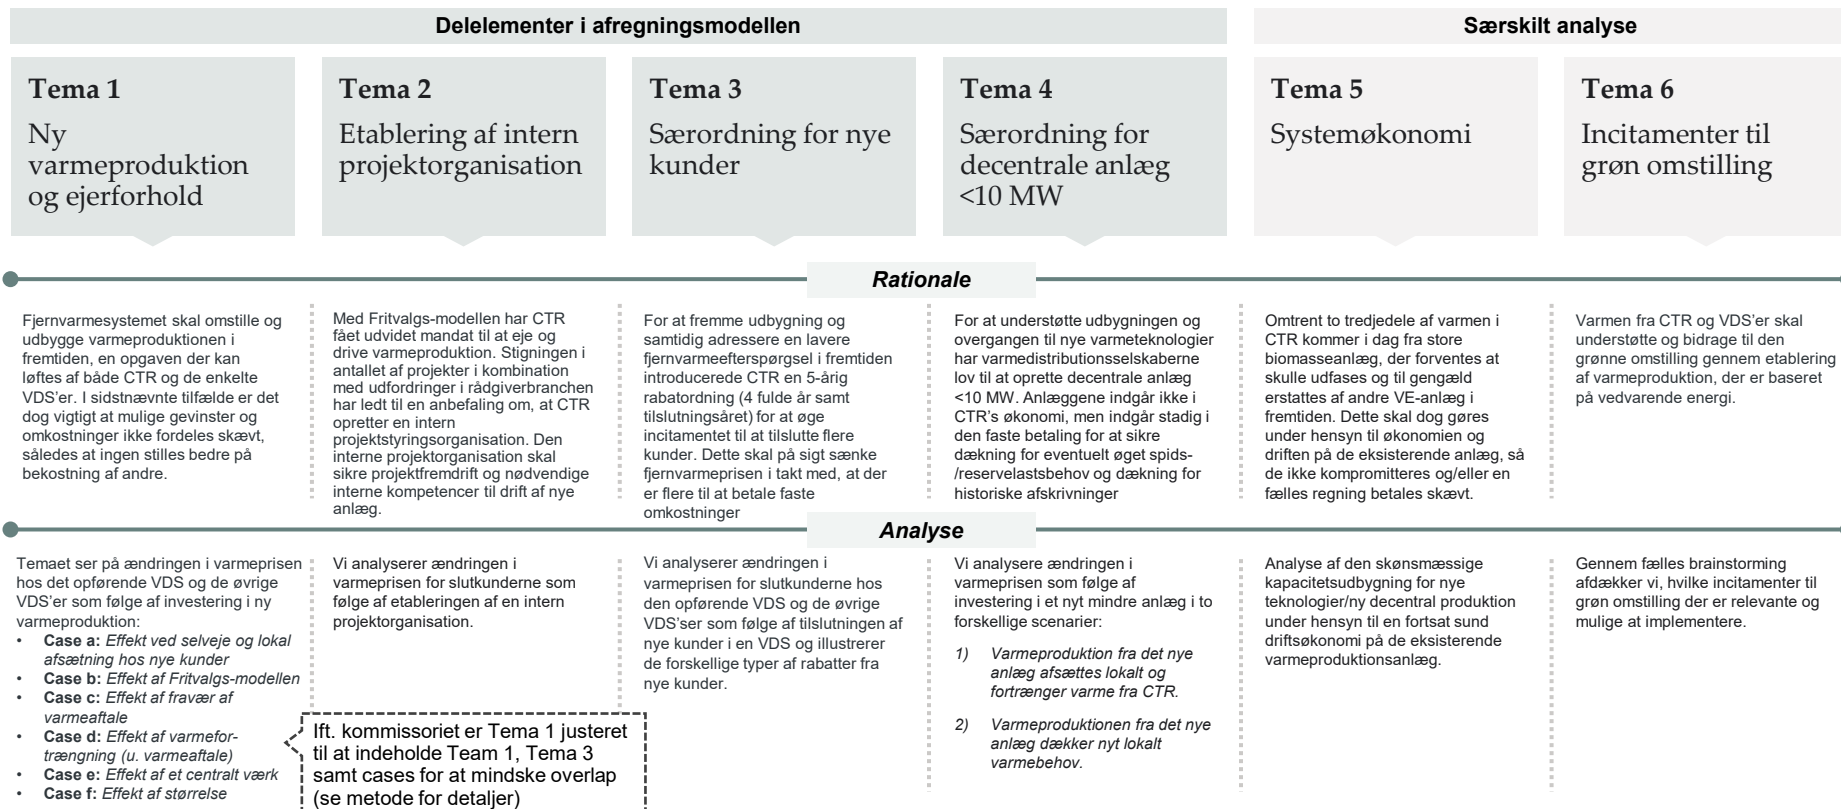 Delelementer i afregningsmodellen
Særskilt analyse
Tema 1
Ny
varmeproduktion
og ejerforhold
Tema 2
Etablering af intern
projektorganisation
Tema 3
Særordning for nye
kunder
Tema 4
Særordning for
decentrale anlæg
<10 MW
Tema 5
Systemøkonomi
Tema 6
Incitamenter til
grøn omstilling
Rationale
Fjernvarmesystemet skal omstille og
udbygge varmeproduktionen i
fremtiden, en opgaven der kan
løftes af både CTR og de enkelte
VDS’er. I sidstnævnte tilfælde er det
dog vigtigt at mulige gevinster og
omkostninger ikke fordeles skævt,
således at ingen stilles bedre på
bekostning af andre.
Med Fritvalgs-modellen har CTR
fået udvidet mandat til at eje og
drive varmeproduktion. Stigningen i
antallet af projekter i kombination
med udfordringer i rådgiverbranchen
har ledt til en anbefaling om, at CTR
opretter en intern
projektstyringsorganisation. Den
interne projektorganisation skal
sikre projektfremdrift og nødvendige
interne kompetencer til drift af nye
anlæg.
For at fremme udbygning og
samtidig adressere en lavere
fjernvarmeefterspørgsel i fremtiden
introducerede CTR en 5-årig
rabatordning (4 fulde år samt
tilslutningsåret) for at øge
incitamentet til at tilslutte flere
kunder. Dette skal på sigt sænke
fjernvarmeprisen i takt med, at der
er flere til at betale faste
omkostninger
For at understøtte udbygningen og
overgangen til nye varmeteknologier
har varmedistributionsselskaberne
lov til at oprette decentrale anlæg
<10 MW. Anlæggene indgår ikke i
CTR’s økonomi, men indgår stadig i
den faste betaling for at sikre
dækning for eventuelt øget spids-
/reservelastsbehov og dækning for
historiske afskrivninger
Omtrent to tredjedele af varmen i
CTR kommer i dag fra store
biomasseanlæg, der forventes at
skulle udfases og til gengæld
erstattes af andre VE-anlæg i
fremtiden. Dette skal dog gøres
under hensyn til økonomien og
driften på de eksisterende anlæg, så
de ikke kompromitteres og/eller en
fælles regning betales skævt.
Varmen fra CTR og VDS’er skal
understøtte og bidrage til den
grønne omstilling gennem etablering
af varmeproduktion, der er baseret
på vedvarende energi.
Analyse
Temaet ser på ændringen i varmeprisen
hos det opførende VDS og de øvrige
VDS’er som følge af investering i ny
varmeproduktion:
• Case a: Effekt ved selveje og lokal
afsætning hos nye kunder
• Case b: Effekt af Fritvalgs-modellen
• Case c: Effekt af fravær af
varmeaftale
• Case d: Effekt af varmefor-
trængning (u. varmeaftale)
• Case e: Effekt af et centralt værk
• Case f: Effekt af størrelse
Vi analyserer ændringen i
varmeprisen for slutkunderne som
følge af etableringen af en intern
projektorganisation.
Ift. kommissoriet er Tema 1 justeret
til at indeholde Team 1, Tema 3
samt cases for at mindske overlap
(se metode for detaljer)
Vi analyserer ændringen i
varmeprisen for slutkunderne hos
den opførende VDS og de øvrige
VDS’ser som følge af tilslutningen af
nye kunder i en VDS og illustrerer
de forskellige typer af rabatter fra
nye kunder.
Vi analysere ændringen i
varmeprisen som følge af
investering i et nyt mindre anlæg i to
forskellige scenarier:
1) Varmeproduktion fra det nye
anlæg afsættes lokalt og
fortrænger varme fra CTR.
2) Varmeproduktionen fra det nye
anlæg dækker nyt lokalt
varmebehov.
Analyse af den skønsmæssige
kapacitetsudbygning for nye
teknologier/ny decentral produktion
under hensyn til en fortsat sund
driftsøkonomi på de eksisterende
varmeproduktionsanlæg.
Gennem fælles brainstorming
afdækker vi, hvilke incitamenter til
grøn omstilling der er relevante og
mulige at implementere.